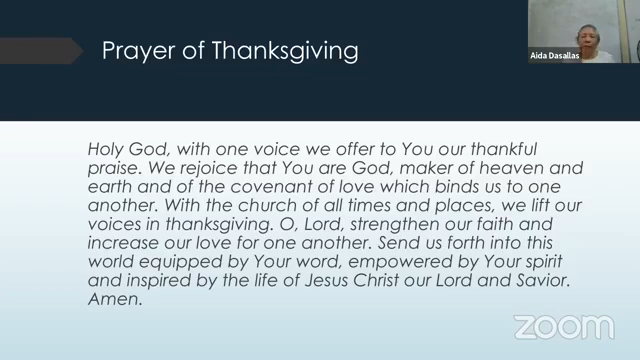 Prayer of Thanksgiving
Aida Dasallas
Holy God, with one voice we offer to You our thankful
praise. We rejoice that You are God, maker of heaven and
earth and of the covenant of love which binds us to one
another. With the church of all times and places, we lift our
voices in thanksgiving. O, Lord, strengthen our faith and
increase our love for one another. Send us forth into this
world equipped by Your word, empowered by Your spirit
and inspired by the life of Jesus Christ our Lord and Savior.
Amen.
zoom